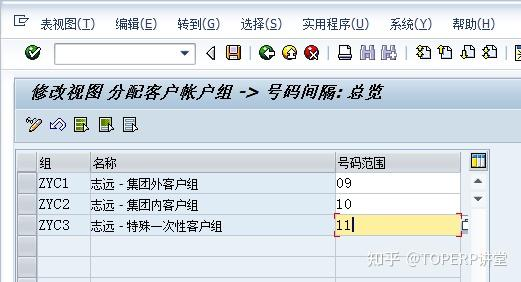 表视图(T) 编辑(E) 转到(G) 选择(S) 实用程序(U) 系统(Y) 帮助(H)
修改视图 分配客户帐户组 -> 号码间隔: 总览
组 名称 号码范围
ZYC1 志远 - 集团外客户组 09
ZYC2 志远 - 集团内客户组 10
ZYC3 志远 - 特殊一次性客户组 11
知乎 @TOPERP讲堂